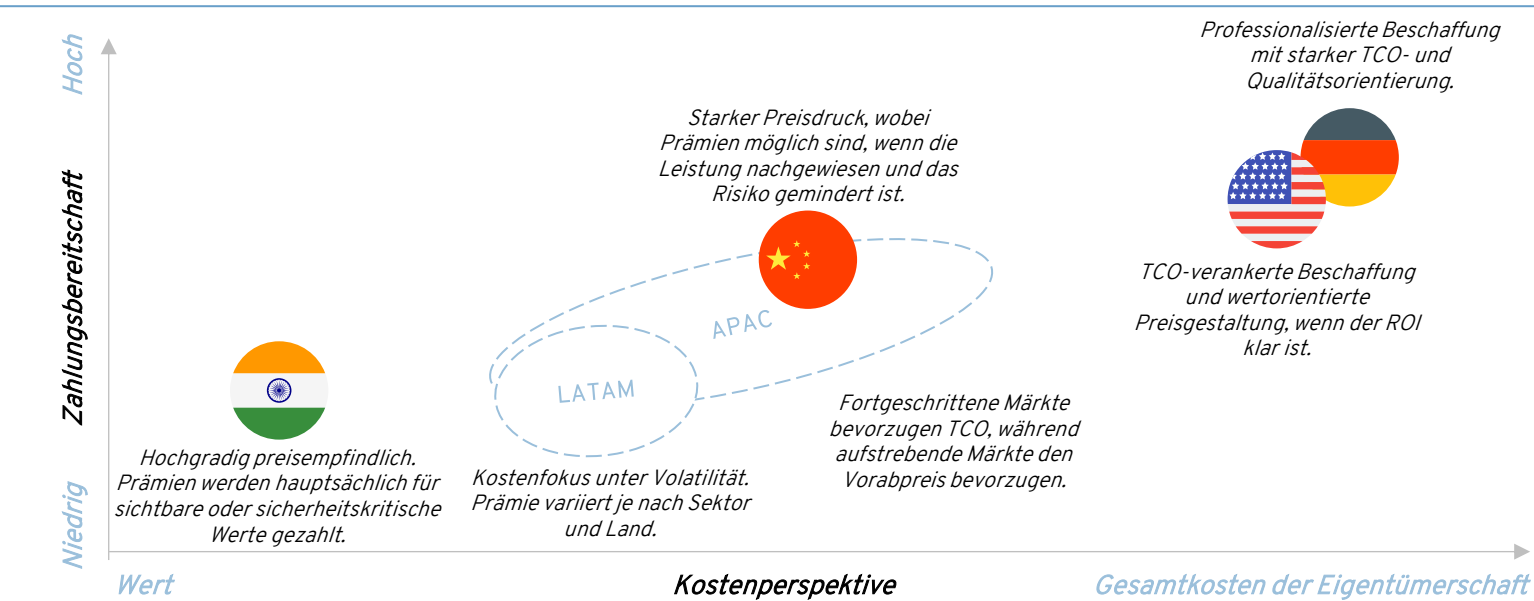 Hoch
Zahlungsbereitschaft
Niedrig
Professionalisierte Beschaffung
mit starker TCO- und
Qualitätsorientierung.
Starker Preisdruck, wobei
Prämien möglich sind, wenn die
Leistung nachgewiesen und das
Risiko gemindert ist.
TCO-verankerte Beschaffung
und wertorientierte
Preisgestaltung, wenn der ROI
klar ist.
APAC
LATAM
Fortgeschrittene Märkte
bevorzugen TCO, während
aufstrebende Märkte den
Vorabpreis bevorzugen.
Hochgradig preisempfindlich.
Prämien werden hauptsächlich für
sichtbare oder sicherheitskritische
Werte gezahlt.
Kostenfokus unter Volatilität.
Prämie variiert je nach Sektor
und Land.
Wert
Kostenperspektive
Gesamtkosten der Eigentümerschaft